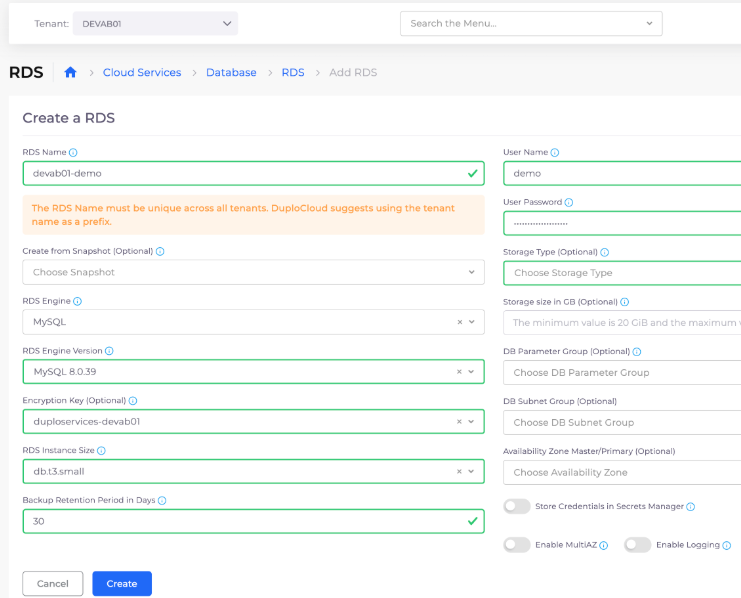 Tenant: DEVAB01 Search the Menu...
RDS Cloud Services Database RDS Add RDS
Create a RDS
RDS Name
devab01-demo
The RDS Name must be unique across all tenants. DuploCloud suggests using the tenant
name as a prefix.
Create from Snapshot (Optional)
Choose Snapshot
RDS Engine
MySQL
RDS Engine Version
MySQL 8.0.39
Encryption Key (Optional)
duploservices-devab01
RDS Instance Size
db.t3.small
Backup Retention Period in Days
30
Cancel Create
User Name
demo
User Password
....................
Storage Type (Optional)
Choose Storage Type
Storage size in GB (Optional)
The minimum value is 20 GiB and the maximum
DB Parameter Group (Optional)
Choose DB Parameter Group
DB Subnet Group (Optional)
Choose DB Subnet Group
Availability Zone Master/Primary (Optional)
Choose Availability Zone
Store Credentials in Secrets Manager
Enable MultiAZ Enable Logging